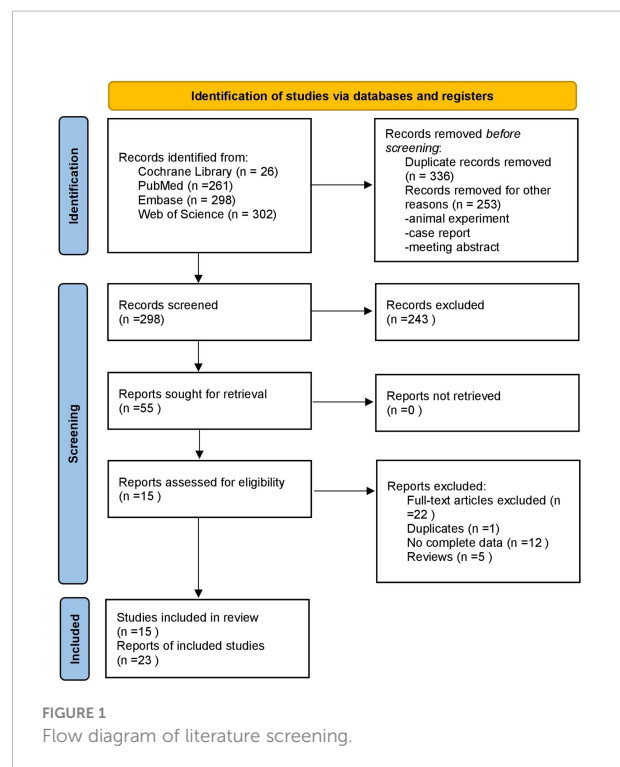 Identification of studies via databases and registers
Identification
Records identified from:
Cochrane Library (n = 26)
PubMed (n =261)
Embase (n = 298)
Web of Science (n = 302)
Records removed before
screening:
Duplicate records removed
(n = 336)
Records removed for other
reasons (n = 253)
-animal experiment
-case report
-meeting abstract
Screening
Records screened
(n =298)
Records excluded
(n =243 )
Reports sought for retrieval
(n =55 )
Reports not retrieved
(n =0 )
Reports assessed for eligibility
(n =15 )
Reports excluded:
Full-text articles excluded (n
=22 )
Duplicates (n =1)
No complete data (n =12 )
Reviews (n =5 )
Included
Studies included in review
(n =15 )
Reports of included studies
(n =23 )
FIGURE 1
Flow diagram of literature screening.